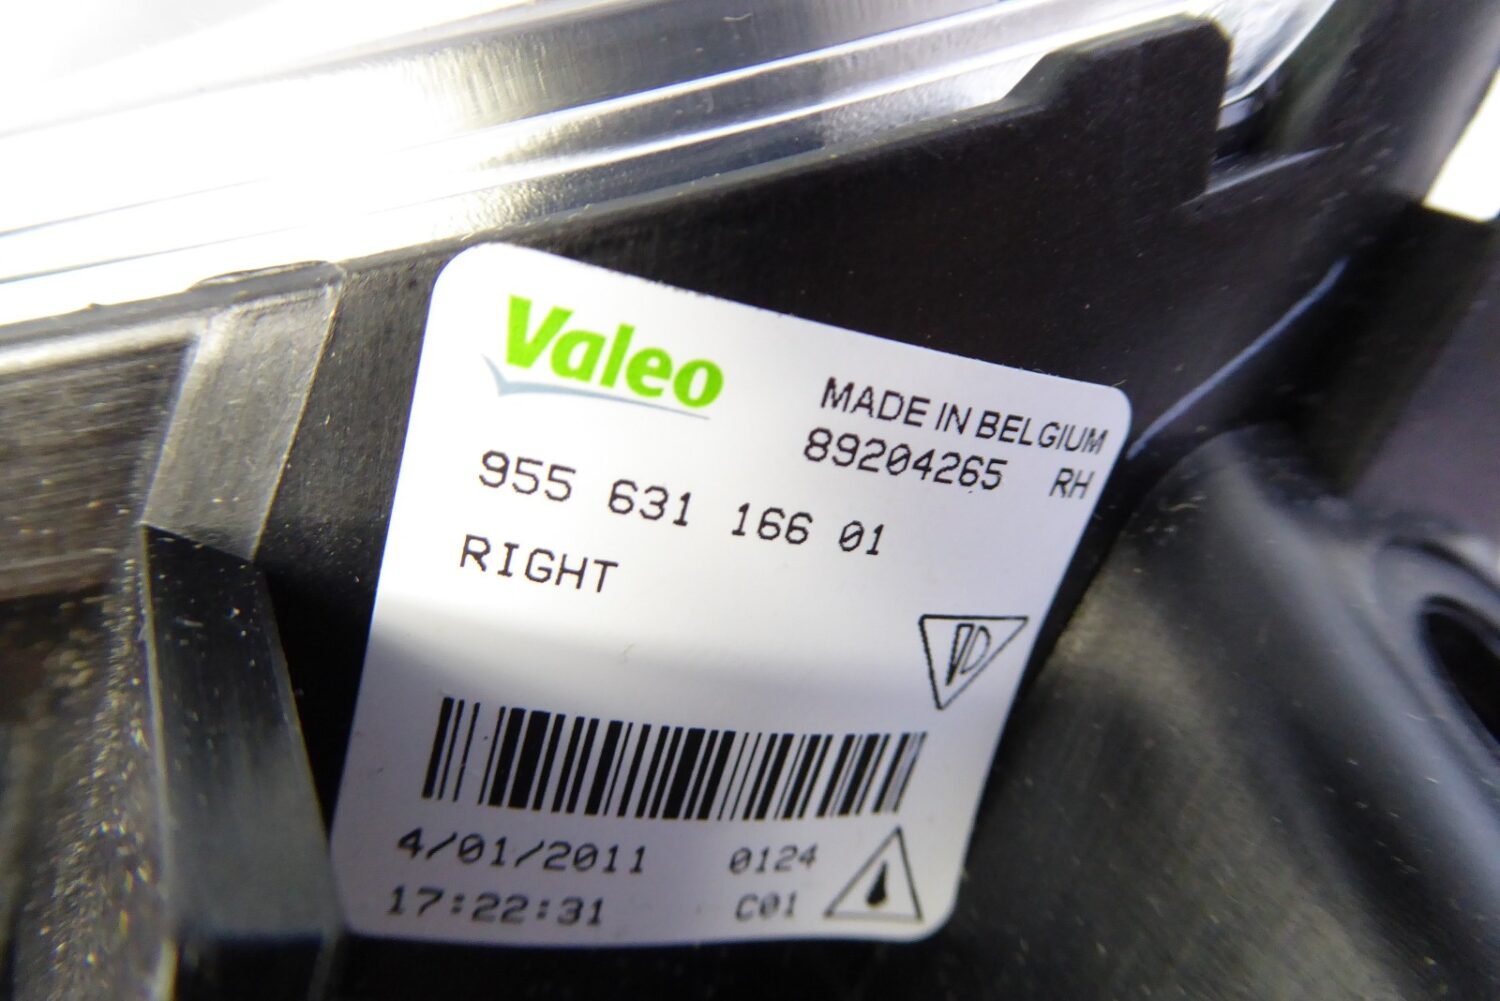 Valeo
MADE IN BELGIUM
89204265 RH
955 631 166 01
RIGHT
4/01/2011 0124
17:22:31 C01